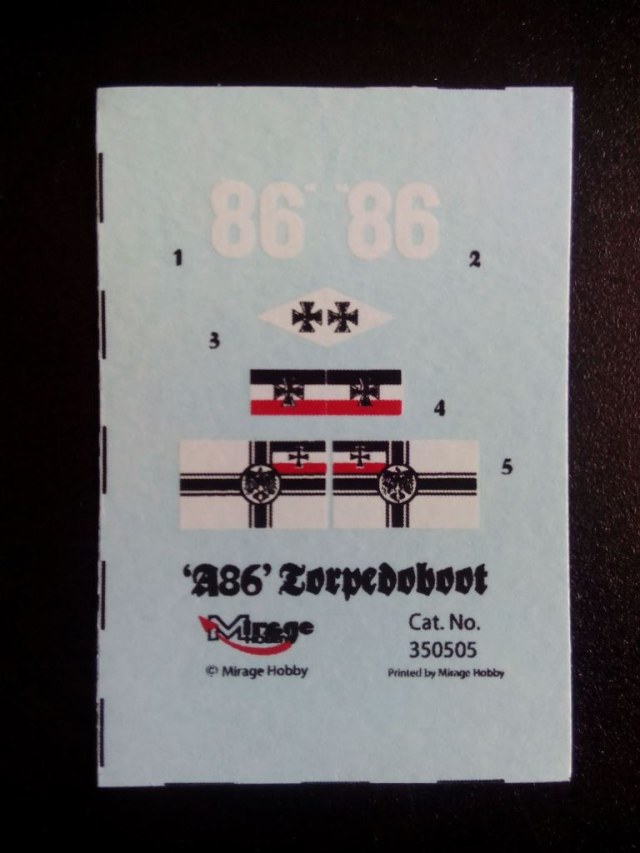 86 86
1
2
3
4
5
'A86' Torpedoboot
Mirage
HOBBY
Cat. No.
350505
© Mirage Hobby
Printed by Mirage Hobby